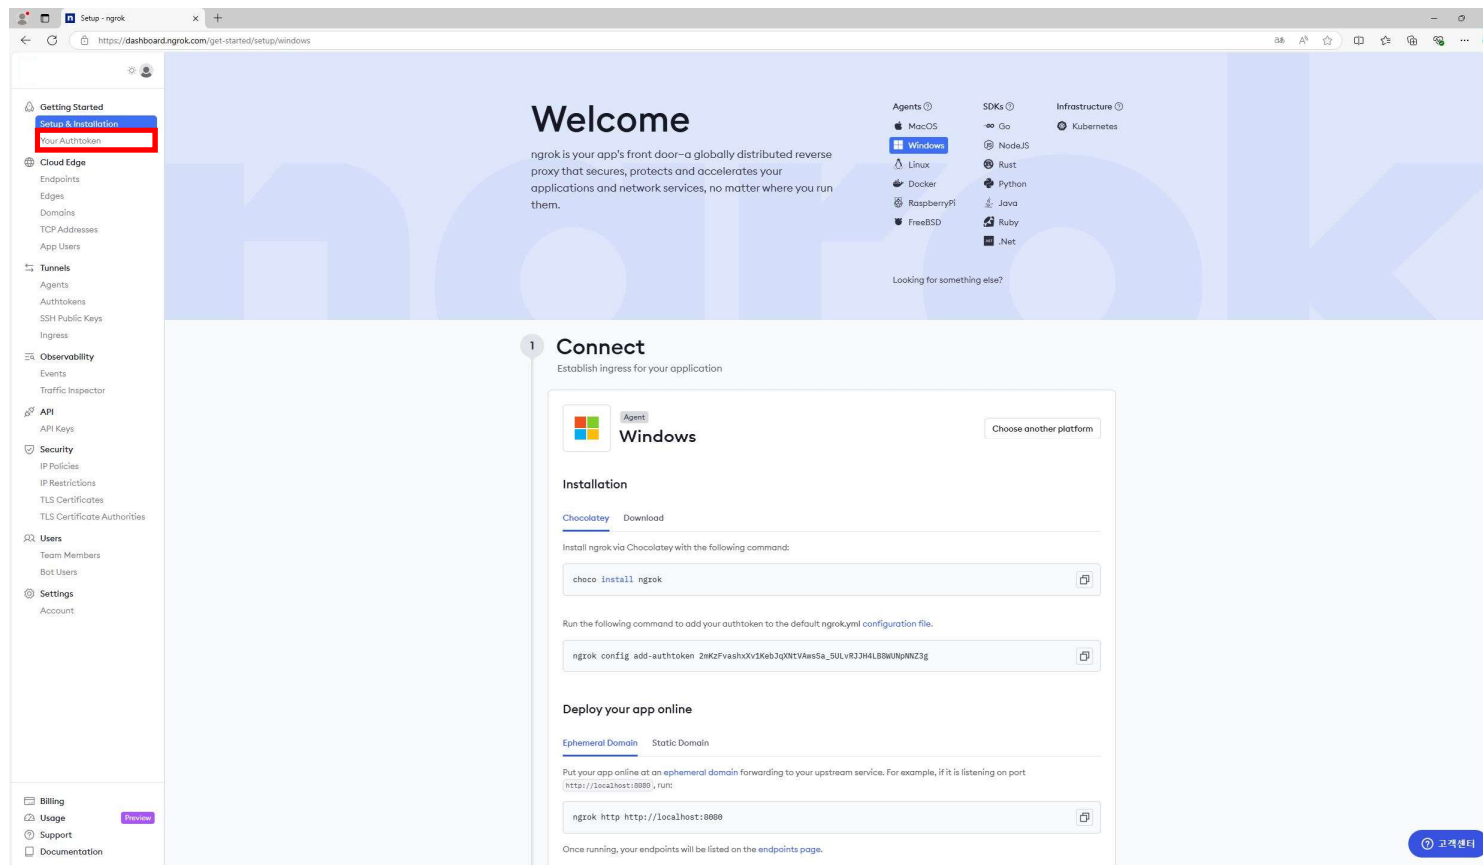 Setup - ngrok
https://dashboard.ngrok.com/get-started/setup/windows
Getting Started
Setup & Installation
Your Authtoken
Cloud Edge
Endpoints
Edges
Domains
TCP Addresses
App Users
Tunnels
Agents
Authtokens
SSH Public Keys
Ingress
Observability
Events
Traffic Inspector
API
API Keys
Security
IP Policies
IP Restrictions
TLS Certificates
TLS Certificate Authorities
Users
Team Members
Bot Users
Settings
Account
Billing
Usage Preview
Support
Documentation
ngrok
Welcome
ngrok is your app's front door—a globally distributed reverse
proxy that secures, protects and accelerates your
applications and network services, no matter where you run
them.
Agents
MacOS
Windows
Linux
Docker
RaspberryPi
FreeBSD
SDKs
Go
NodeJS
Rust
Python
Java
Ruby
.Net
Infrastructure
Kubernetes
Looking for something else?
1 Connect
Establish ingress for your application
Agent
Windows
Choose another platform
Installation
Chocolatey Download
Install ngrok via Chocolatey with the following command:
choco install ngrok
Run the following command to add your authtoken to the default ngrok.yml configuration file.
ngrok config add-authtoken 2mKzFvashxXv1KebJqXNtVAwsSa_5ULvRJJH4LB8WUNpNNZ3g
Deploy your app online
Ephemeral Domain Static Domain
Put your app online at an ephemeral domain forwarding to your upstream service. For example, if it is listening on port
http://localhost:8080, run:
ngrok http http://localhost:8080
Once running, your endpoints will be listed on the endpoints page.
고객센터